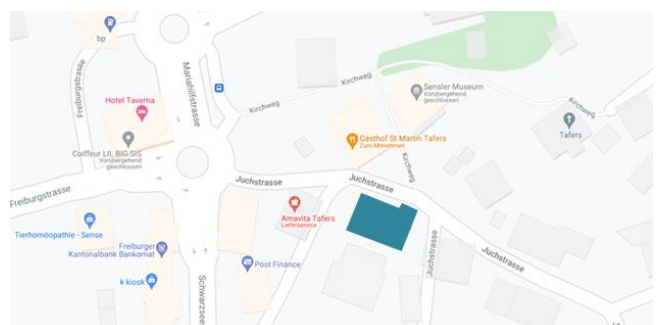 bp
Freiburgstrasse
Mariahilfstrasse
Hotel Taverna
Coiffeur LIL BIG SIS
Vorübergehend
geschlossen
Kirchweg
Kirchweg
Kirchweg
Sensler Museum
Vorübergehend
geschlossen
Gasthof St Martin Tafers
Zum Mitnehmen
Tafers
Freiburgstrasse
Juchstrasse
Juchstrasse
Amavita Tafers
Lieferservice
Tierhomöopathie - Sense
Freiburger
Kantonalbank Bankomat
k kiosk
Post Finance
Schwarzsee
Juchstrasse
Juchstrasse